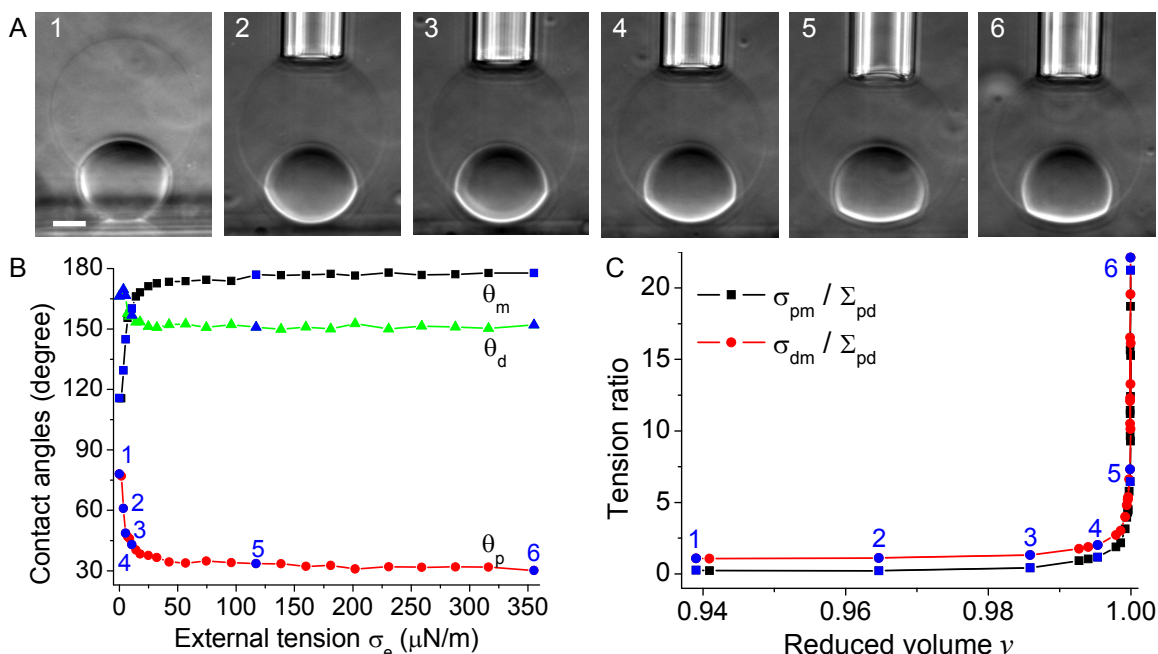 A
1
2
3
4
5
6
B
180
150
120
90
60
30
Contact angles (degree)
θm
θd
θp
1
2
3
4
5
6
0 50 100 150 200 250 300 350
External tension σe (μN/m)
C
20
15
10
5
0
Tension ratio
σpm / Σpd
σdm / Σpd
1
2
3
4
5
6
0.94 0.96 0.98 1.00
Reduced volume ν